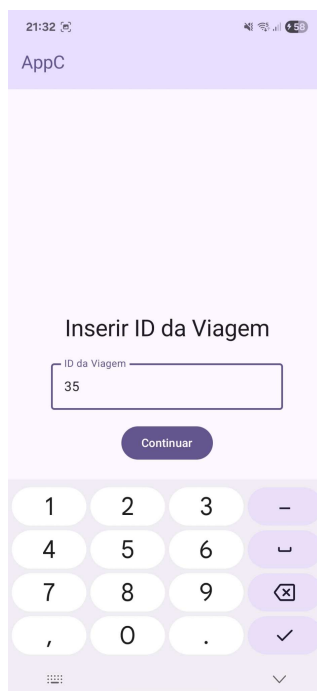 21:32
58
AppC
Inserir ID da Viagem
ID da Viagem
35
Continuar
1 2 3 –
4 5 6
7 8 9
, 0 .